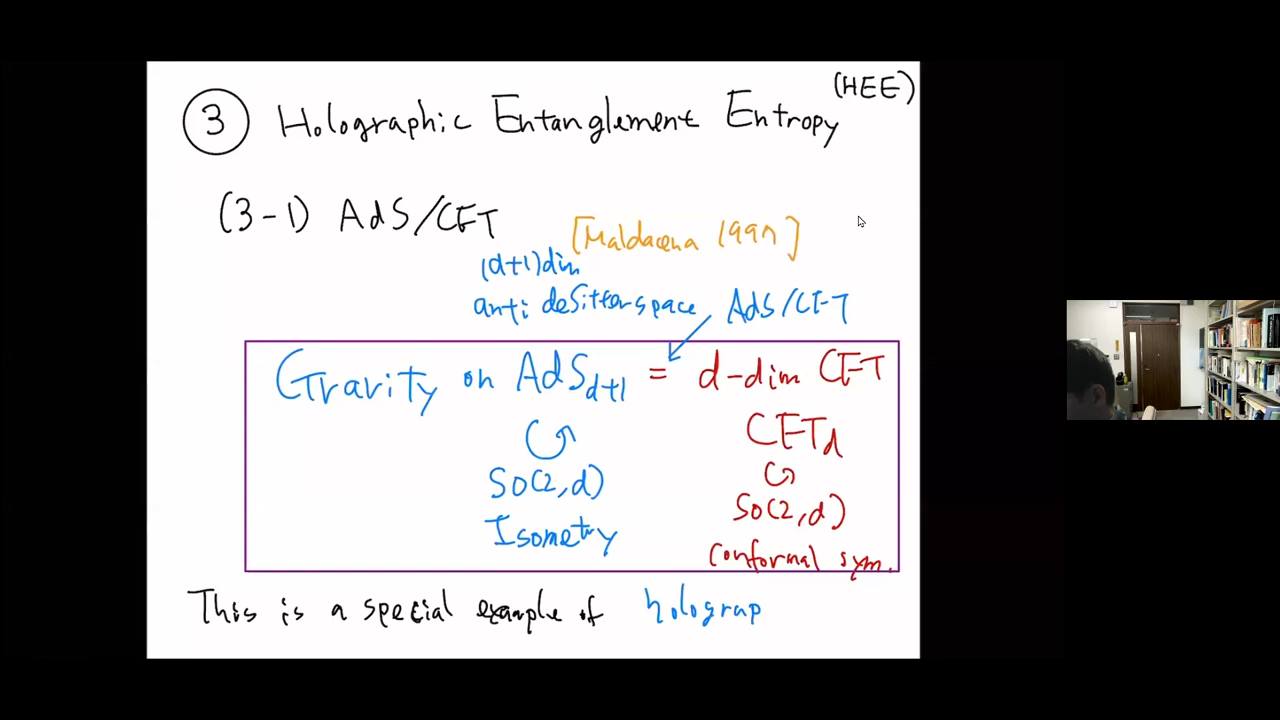 ③ Holographic Entanglement Entropy (HEE)
(3-1) AdS/CFT [Maldacena 1997]
(d+1)dim
anti deSitter space AdS/CFT
Gravity on AdS_{d+1} = d-dim CFT
CFT_d
SO(2,d)
SO(2,d)
Isometry
Conformal sym.
This is a special example of holograp